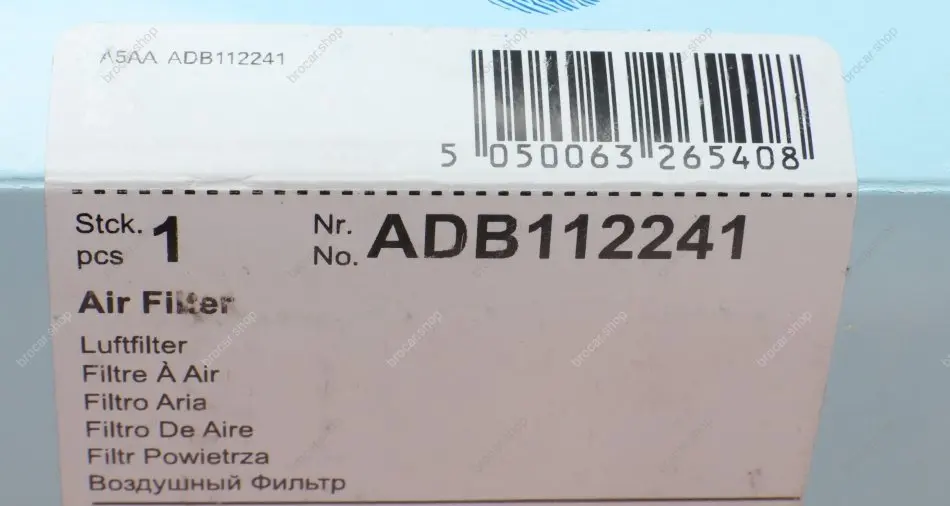 A5AA ADB112241
5 050063 265408
Stck. 1
pcs
Nr. ADB112241
No.
Air Filter
Luftfilter
Filtre À Air
Filtro Aria
Filtro De Aire
Filtr Powietrza
Воздушный Фильтр
brocar.shop